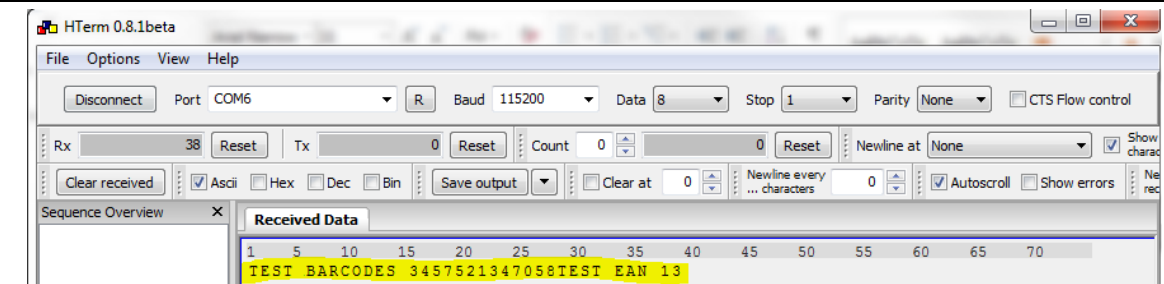 HTerm 0.8.1beta
File Options View Help
Disconnect Port COM6 R Baud 115200 Data 8 Stop 1 Parity None CTS Flow control
Rx 38 Reset Tx 0 Reset Count 0 0 Reset Newline at None Show
charac
Clear received Ascii Hex Dec Bin Save output Clear at 0 Newline every
... characters 0 Autoscroll Show errors Ne
rec
Sequence Overview X Received Data
1 5 10 15 20 25 30 35 40 45 50 55 60 65 70
TEST BARCODES 3457521347058TEST EAN 13